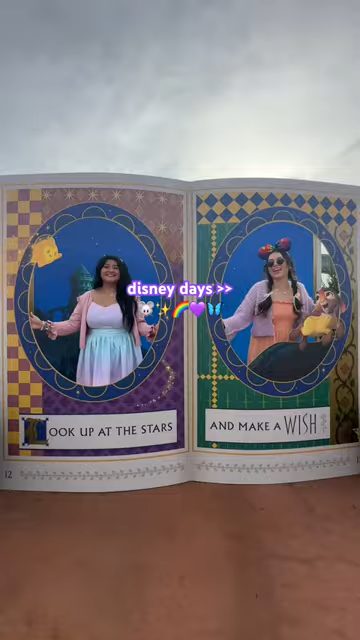 disney days >>
🐭✨🌈💜🦋
OOK UP AT THE STARS
AND MAKE A WISH
12